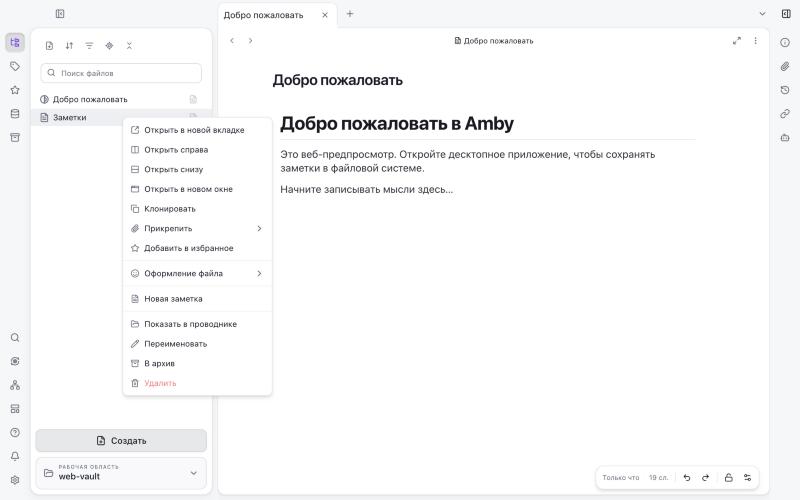 Добро пожаловать
Добро пожаловать
Поиск файлов
Добро пожаловать
Заметки
Добро пожаловать
Добро пожаловать в Amby
Это веб-предпросмотр. Откройте десктопное приложение, чтобы сохранять
заметки в файловой системе.
Начните записывать мысли здесь...
Открыть в новой вкладке
Открыть справа
Открыть снизу
Открыть в новом окне
Клонировать
Прикрепить
Добавить в избранное
Оформление файла
Новая заметка
Показать в проводнике
Переименовать
В архив
Удалить
Создать
РАБОЧАЯ ОБЛАСТЬ
web-vault
Только что 19 сл.